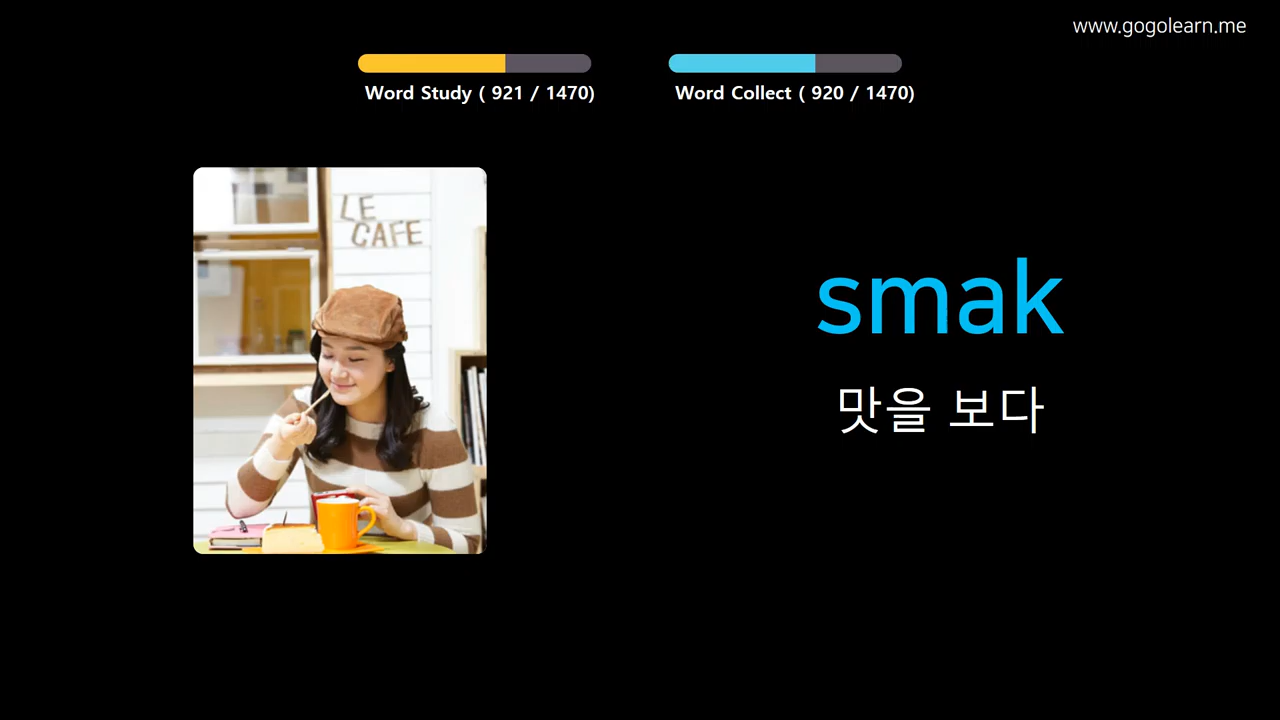 www.gogolearn.me
Word Study ( 921 / 1470)
Word Collect ( 920 / 1470)
LE
CAFE
smak
맛을 보다